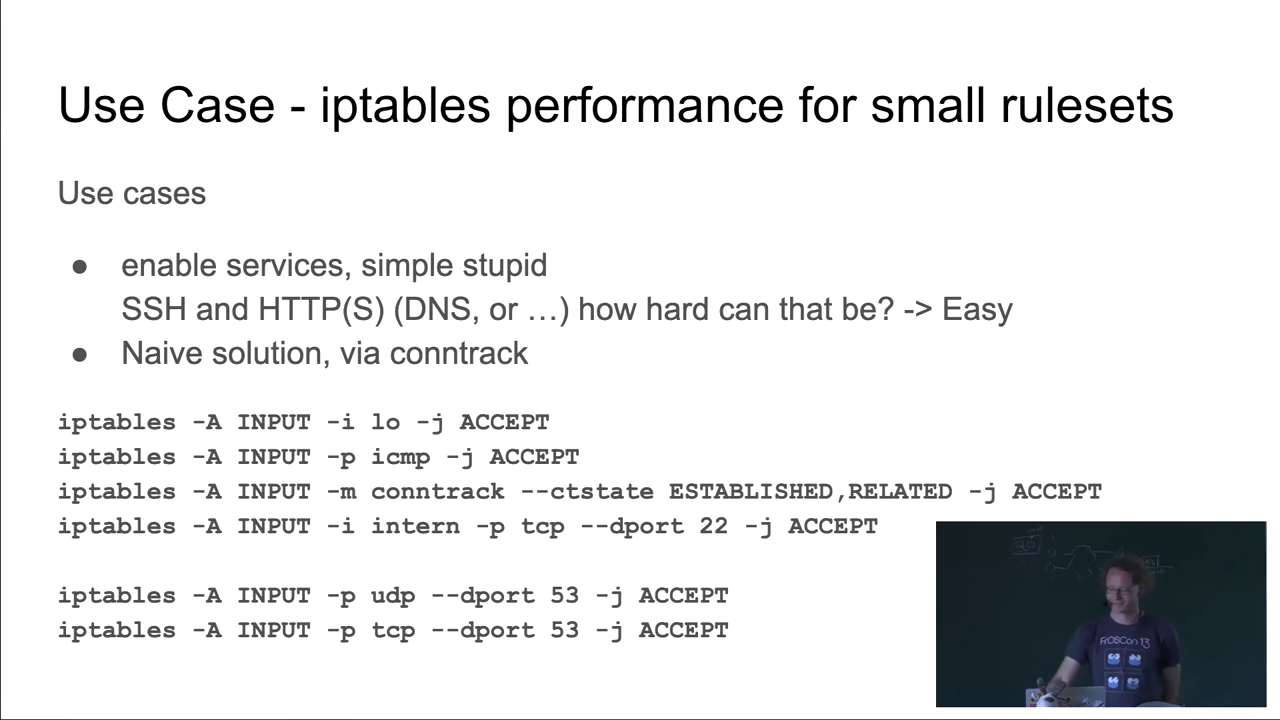 Use Case - iptables performance for small rulesets
Use cases
● enable services, simple stupid
SSH and HTTP(S) (DNS, or …) how hard can that be? -> Easy
● Naive solution, via conntrack
iptables -A INPUT -i lo -j ACCEPT
iptables -A INPUT -p icmp -j ACCEPT
iptables -A INPUT -m conntrack --ctstate ESTABLISHED,RELATED -j ACCEPT
iptables -A INPUT -i intern -p tcp --dport 22 -j ACCEPT
iptables -A INPUT -p udp --dport 53 -j ACCEPT
iptables -A INPUT -p tcp --dport 53 -j ACCEPT
FrOSCon 13